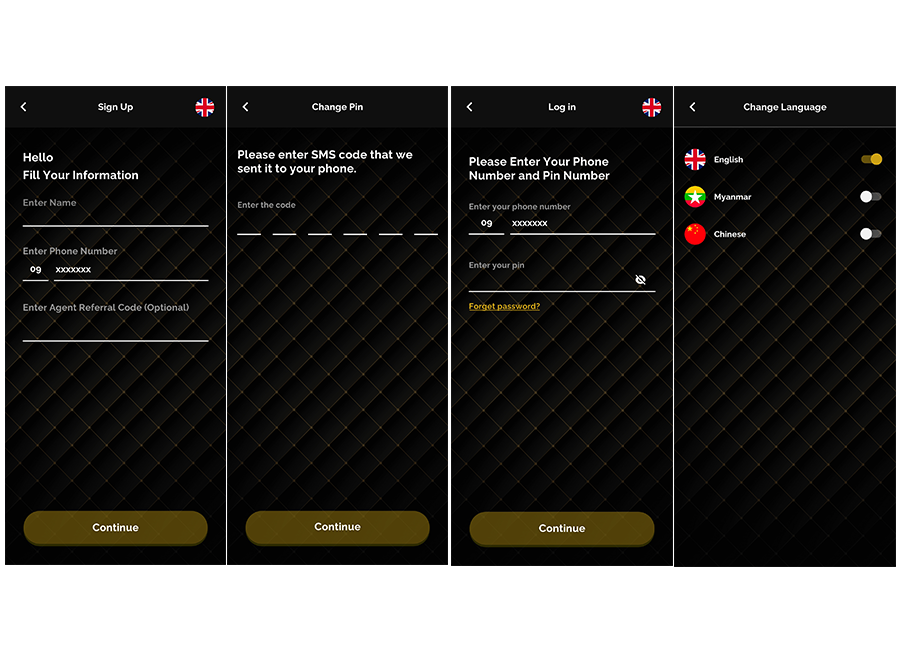 Sign Up
Hello
Fill Your Information
Enter Name
Enter Phone Number
09 xxxxxxx
Enter Agent Referral Code (Optional)
Continue
Change Pin
Please enter SMS code that we
sent it to your phone.
Enter the code
Continue
Log in
Please Enter Your Phone
Number and Pin Number
Enter your phone number
09 xxxxxxx
Enter your pin
Forget password?
Continue
Change Language
English
Myanmar
Chinese